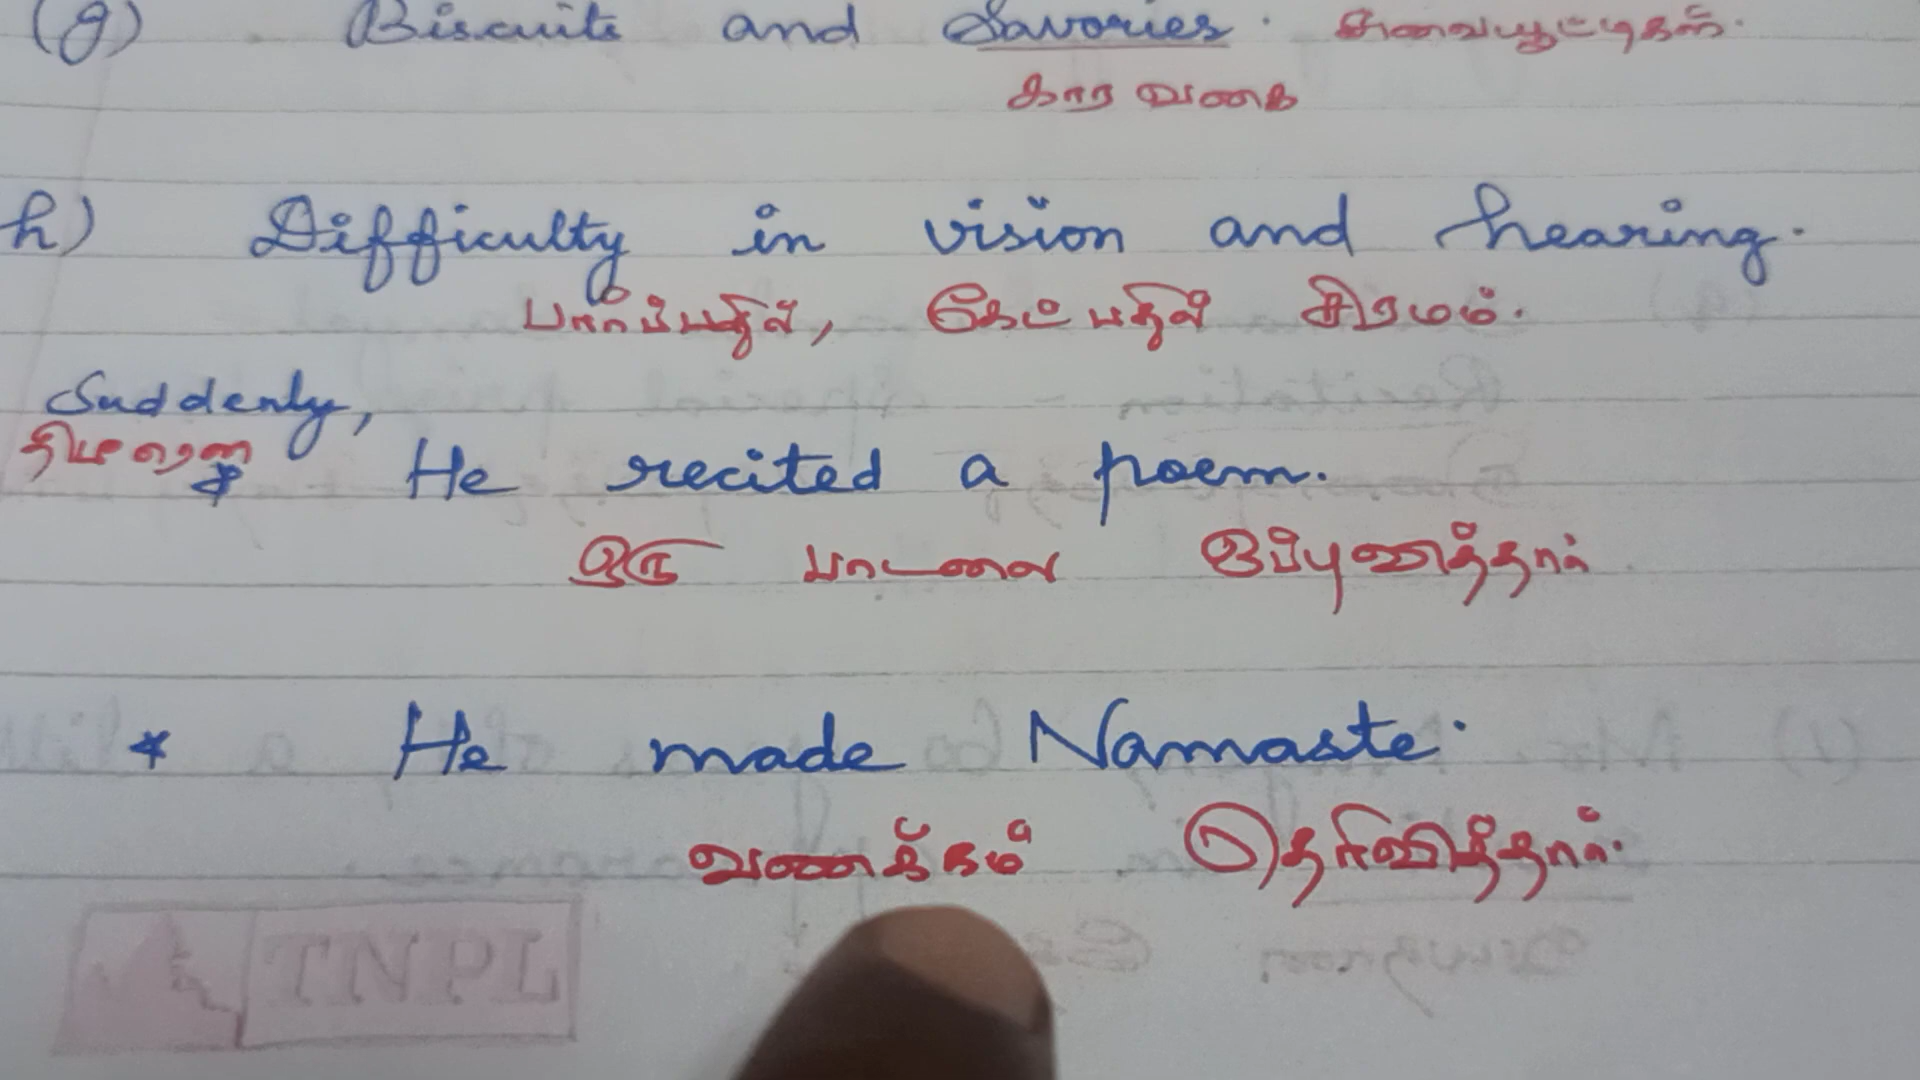 (g) Biscuits and Savories. சுவையூட்டிகள்.
கார வகை
h) Difficulty in vision and hearing.
பார்ப்பதில், கேட்பதில் சிரமம்.
Suddenly,
திடீரென
* He recited a poem.
ஒரு பாடலை ஒப்புவித்தார்
* He made Namaste.
வணக்கம் தெரிவித்தார்.
TNPL